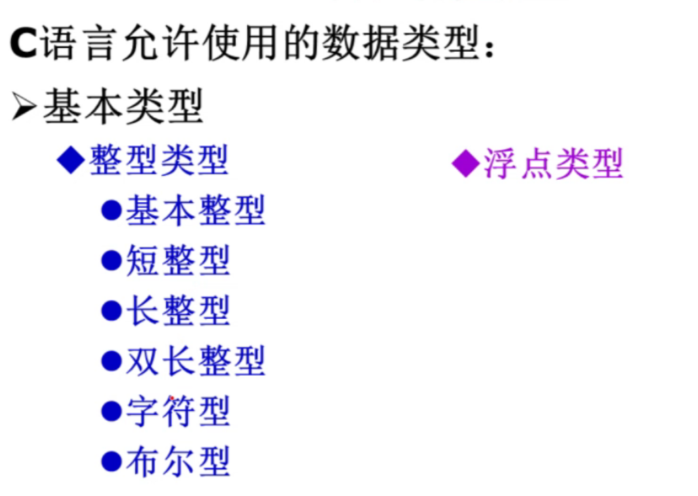 C语言允许使用的数据类型：
➢基本类型
◆整型类型
◆浮点类型
●基本整型
●短整型
●长整型
●双长整型
●字符型
●布尔型